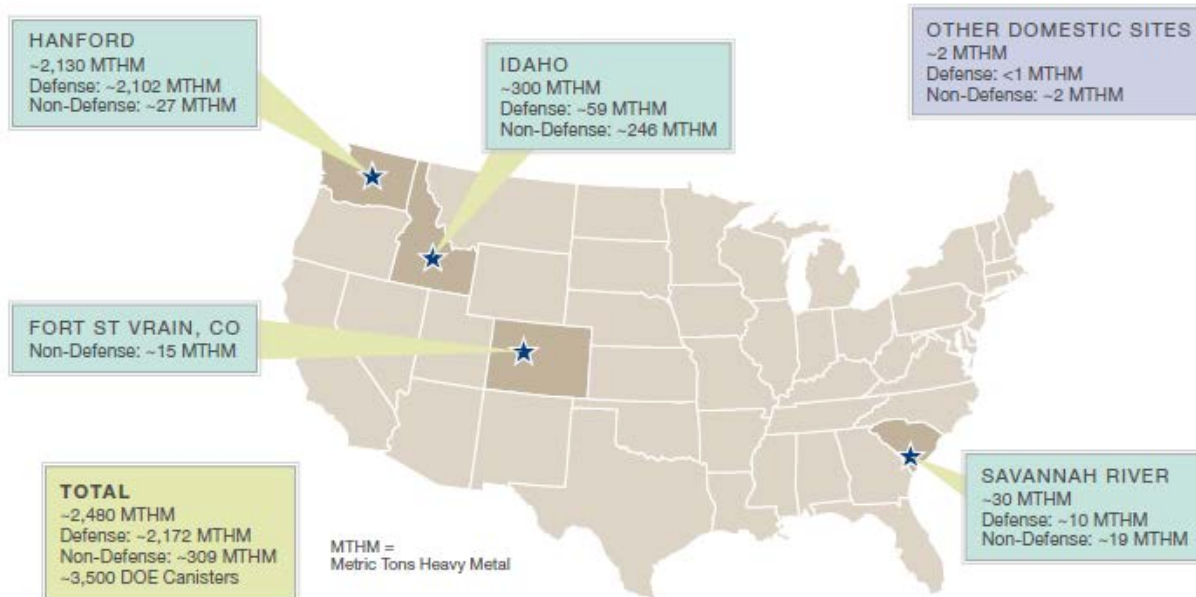 HANFORD
~2,130 MTHM
Defense: ~2,102 MTHM
Non-Defense: ~27 MTHM
IDAHO
~300 MTHM
Defense: ~59 MTHM
Non-Defense: ~246 MTHM
OTHER DOMESTIC SITES
~2 MTHM
Defense: <1 MTHM
Non-Defense: ~2 MTHM
FORT ST VRAIN, CO
Non-Defense: ~15 MTHM
TOTAL
~2,480 MTHM
Defense: ~2,172 MTHM
Non-Defense: ~309 MTHM
~3,500 DOE Canisters
MTHM =
Metric Tons Heavy Metal
SAVANNAH RIVER
~30 MTHM
Defense: ~10 MTHM
Non-Defense: ~19 MTHM